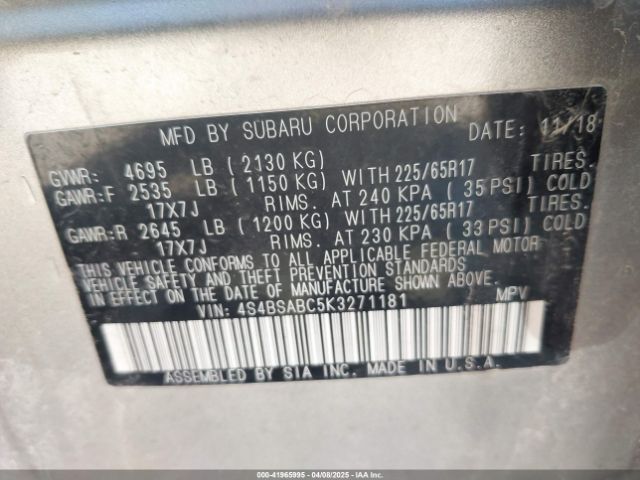 MFD BY SUBARU CORPORATION DATE: 11/18
GVWR: 4695 LB (2130 KG)
GAWR:F 2535 LB (1150 KG) WITH 225/65R17 TIRES.
17X7J RIMS. AT 240 KPA (35 PSI) COLD
GAWR:R 2645 LB (1200 KG) WITH 225/65R17 TIRES.
17X7J RIMS. AT 230 KPA (33 PSI) COLD
THIS VEHICLE CONFORMS TO ALL APPLICABLE FEDERAL MOTOR
VEHICLE SAFETY AND THEFT PREVENTION STANDARDS
IN EFFECT ON THE DATE OF MANUFACTURE SHOWN ABOVE.
VIN: 4S4BSABC5K3271181 MPV
ASSEMBLED BY SIA INC. MADE IN U.S.A.
000-41965995 04/08/2025 IAAI.COM